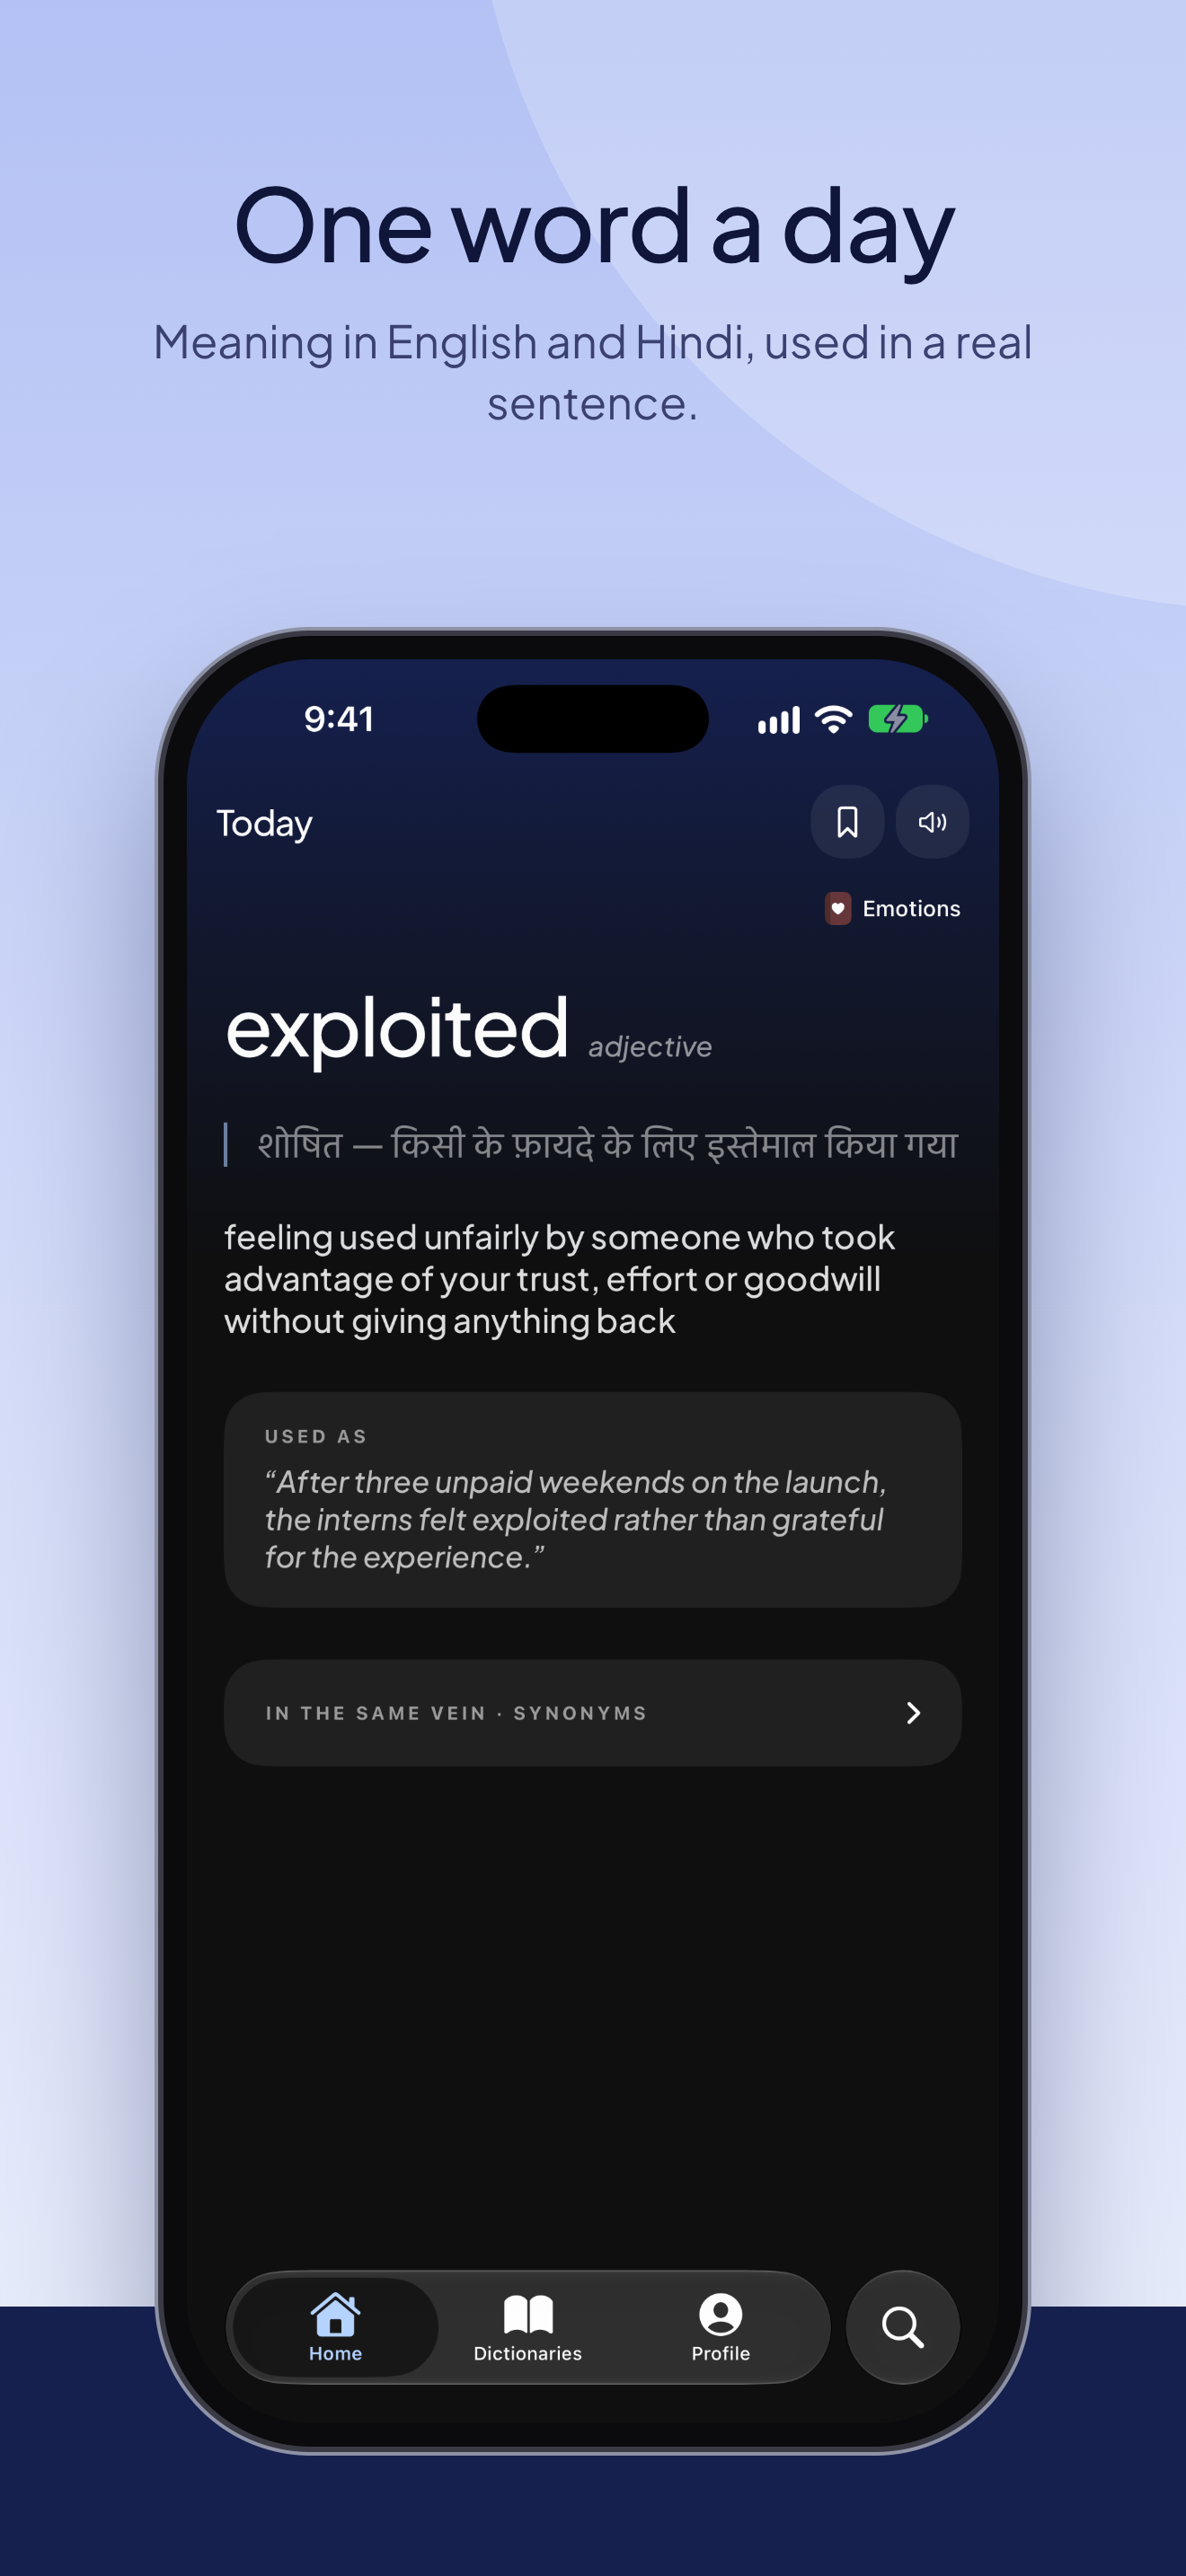 One word a day
Meaning in English and Hindi, used in a real
sentence.
9:41
Today
Emotions
exploited adjective
शोषित — किसी के फ़ायदे के लिए इस्तेमाल किया गया
feeling used unfairly by someone who took
advantage of your trust, effort or goodwill
without giving anything back
USED AS
“After three unpaid weekends on the launch,
the interns felt exploited rather than grateful
for the experience.”
IN THE SAME VEIN · SYNONYMS
Home Dictionaries Profile